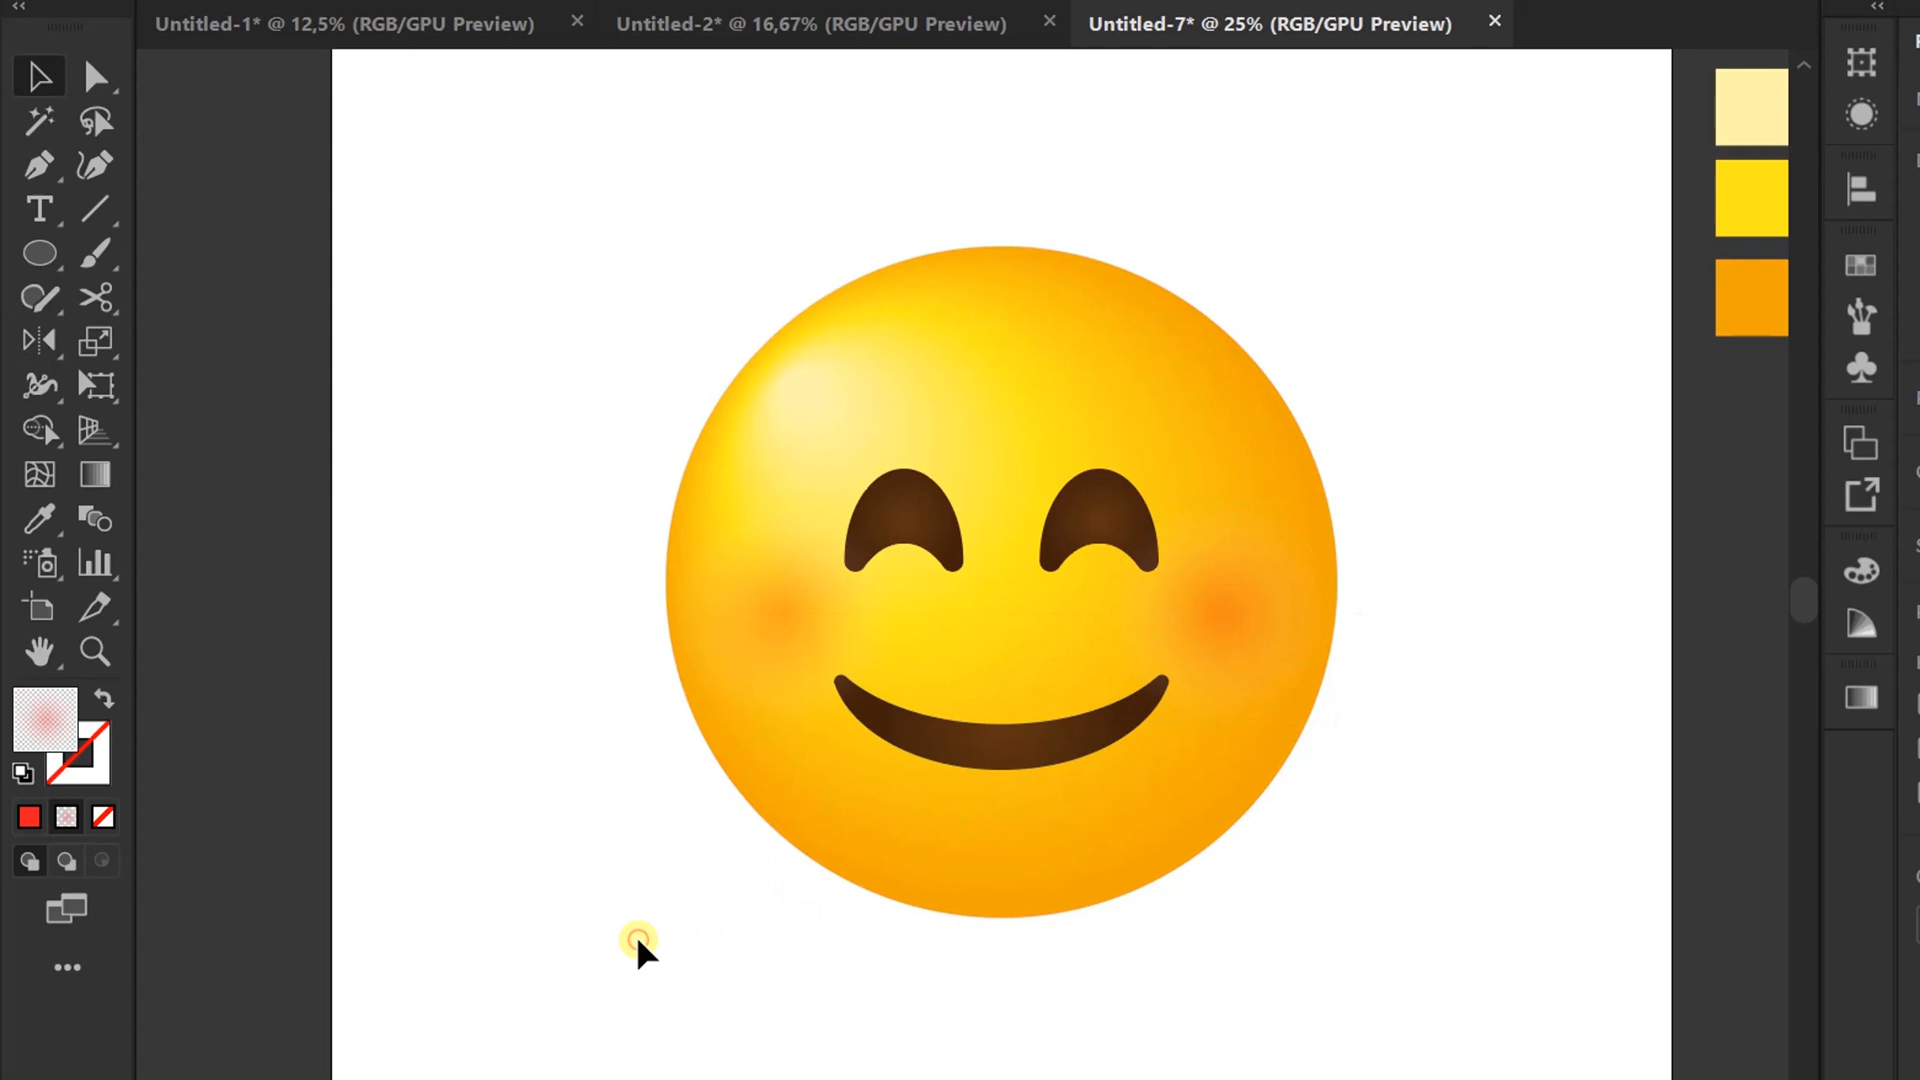 Untitled-1* @ 12,5% (RGB/GPU Preview)
Untitled-2* @ 16,67% (RGB/GPU Preview)
Untitled-7* @ 25% (RGB/GPU Preview)